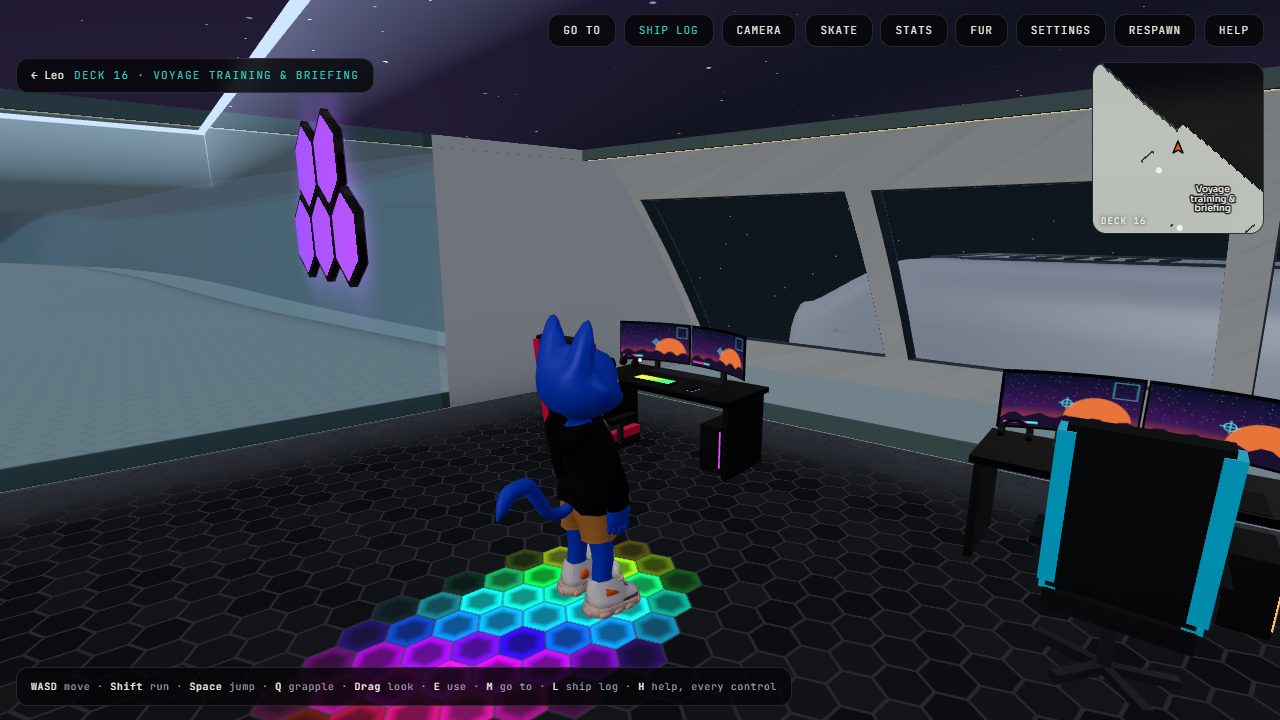 GO TO
SHIP LOG
CAMERA
SKATE
STATS
FUR
SETTINGS
RESPAWN
HELP
← Leo DECK 16 · VOYAGE TRAINING & BRIEFING
Voyage
training &
briefing
DECK 16
WASD move · Shift run · Space jump · Q grapple · Drag look · E use · M go to · L ship log · H help, every control